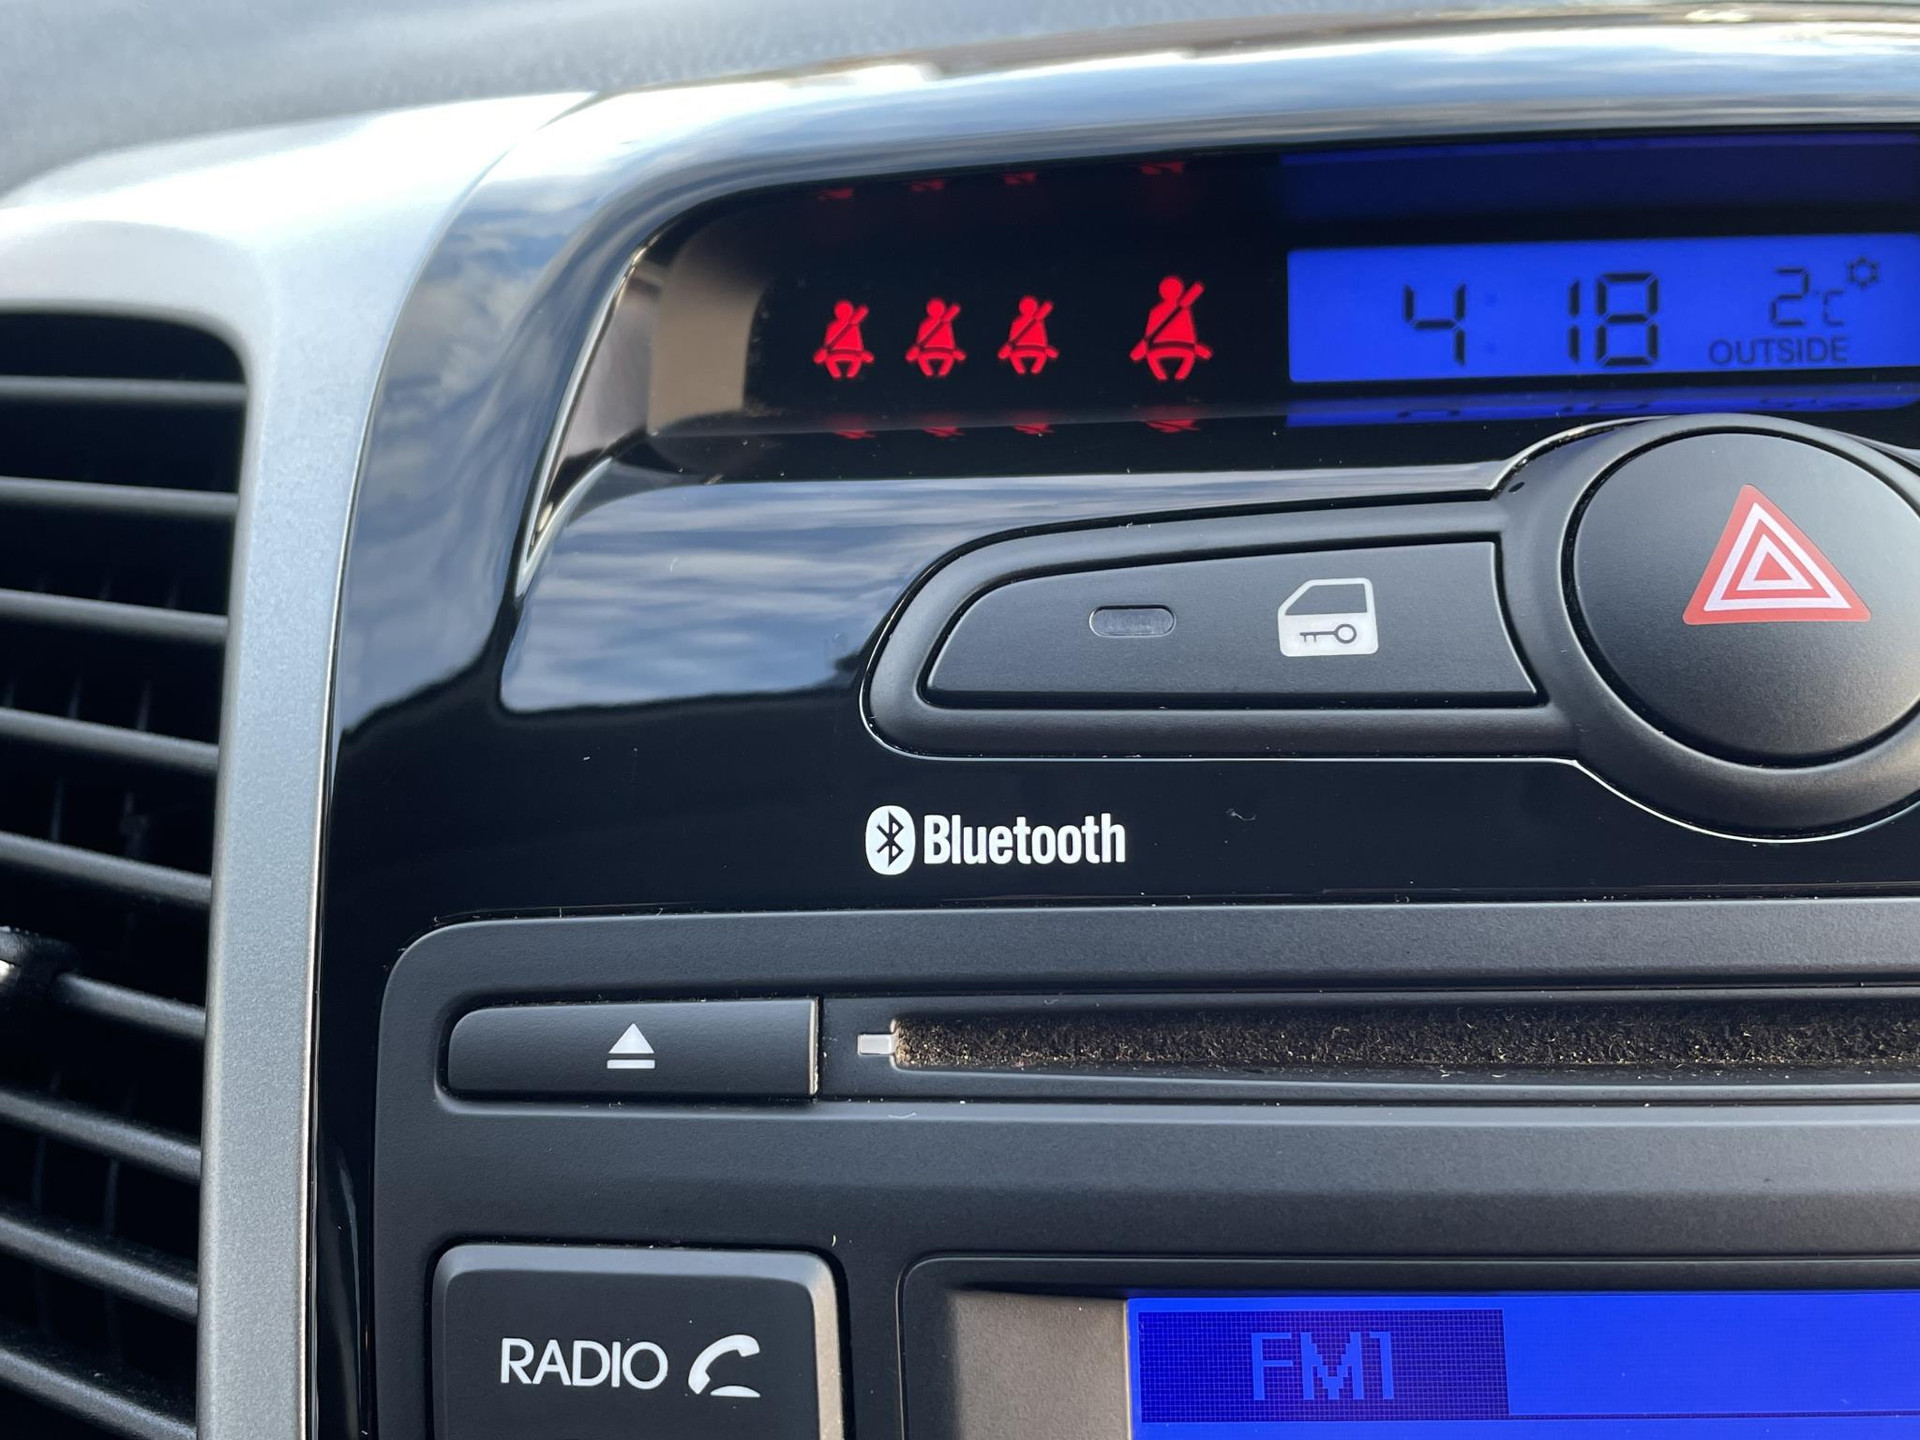 4:18 2°C
OUTSIDE
Bluetooth
RADIO
FM1